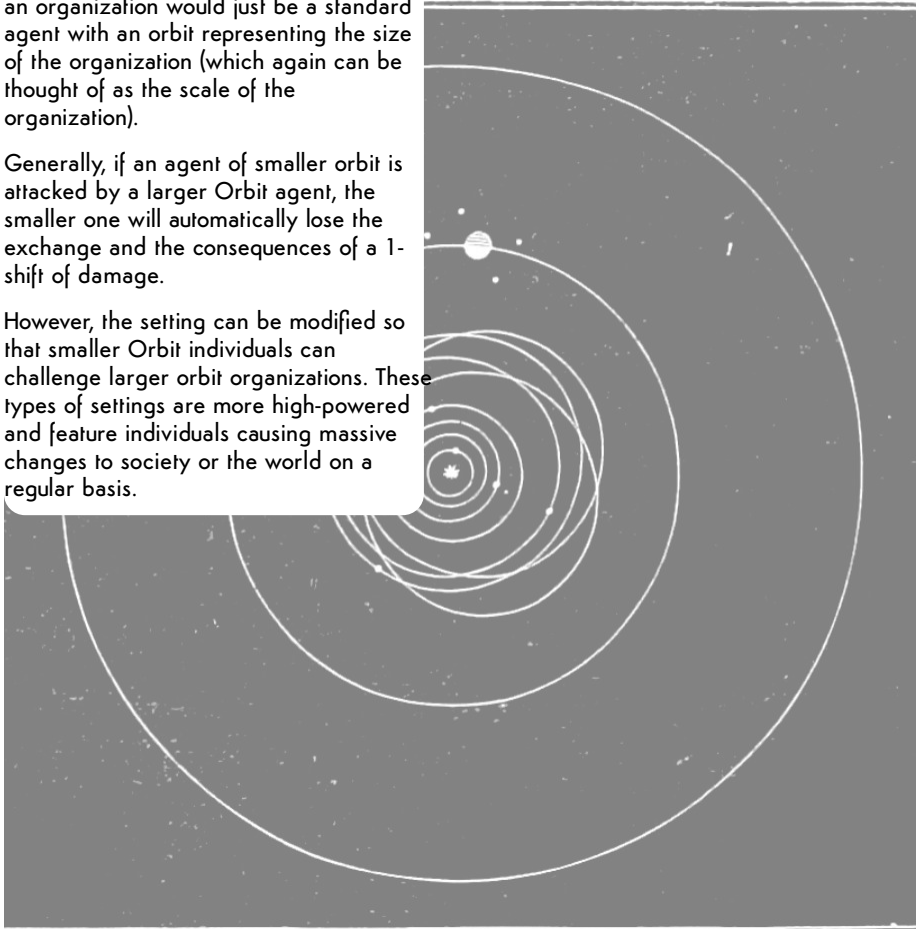 an organization would just be a standard
agent with an orbit representing the size
of the organization (which again can be
thought of as the scale of the
organization).
Generally, if an agent of smaller orbit is
attacked by a larger Orbit agent, the
smaller one will automatically lose the
exchange and the consequences of a 1-
shift of damage.
However, the setting can be modified so
that smaller Orbit individuals can
challenge larger orbit organizations. These
types of settings are more high-powered
and feature individuals causing massive
changes to society or the world on a
regular basis.